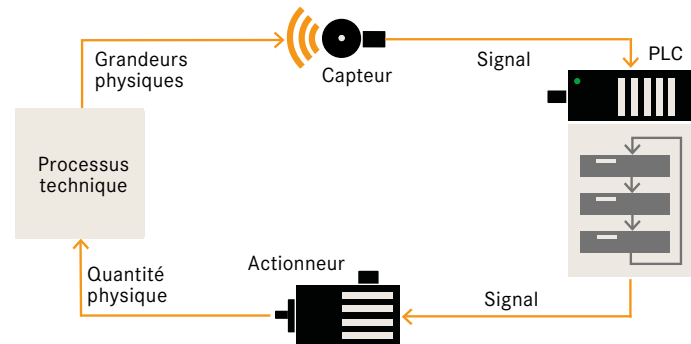 Grandeurs
physiques
Capteur
Signal
PLC
Processus
technique
Quantité
physique
Actionneur
Signal